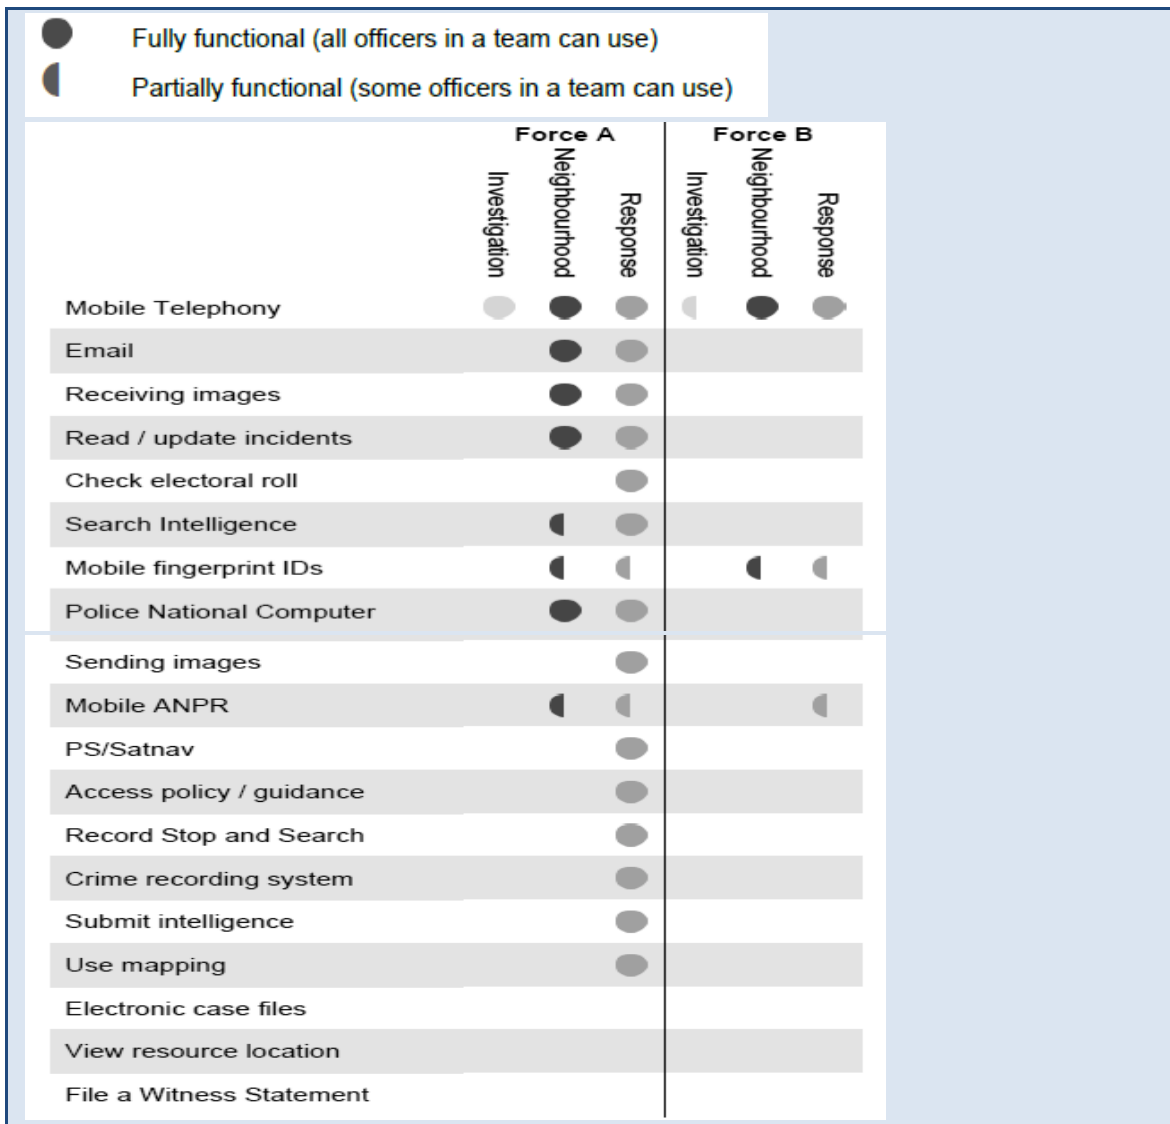 Fully functional (all officers in a team can use)
Partially functional (some officers in a team can use)
Force A Force B
Investigation Neighbourhood Response Investigation Neighbourhood Response
Mobile Telephony
Email
Receiving images
Read / update incidents
Check electoral roll
Search Intelligence
Mobile fingerprint IDs
Police National Computer
Sending images
Mobile ANPR
PS/Satnav
Access policy / guidance
Record Stop and Search
Crime recording system
Submit intelligence
Use mapping
Electronic case files
View resource location
File a Witness Statement